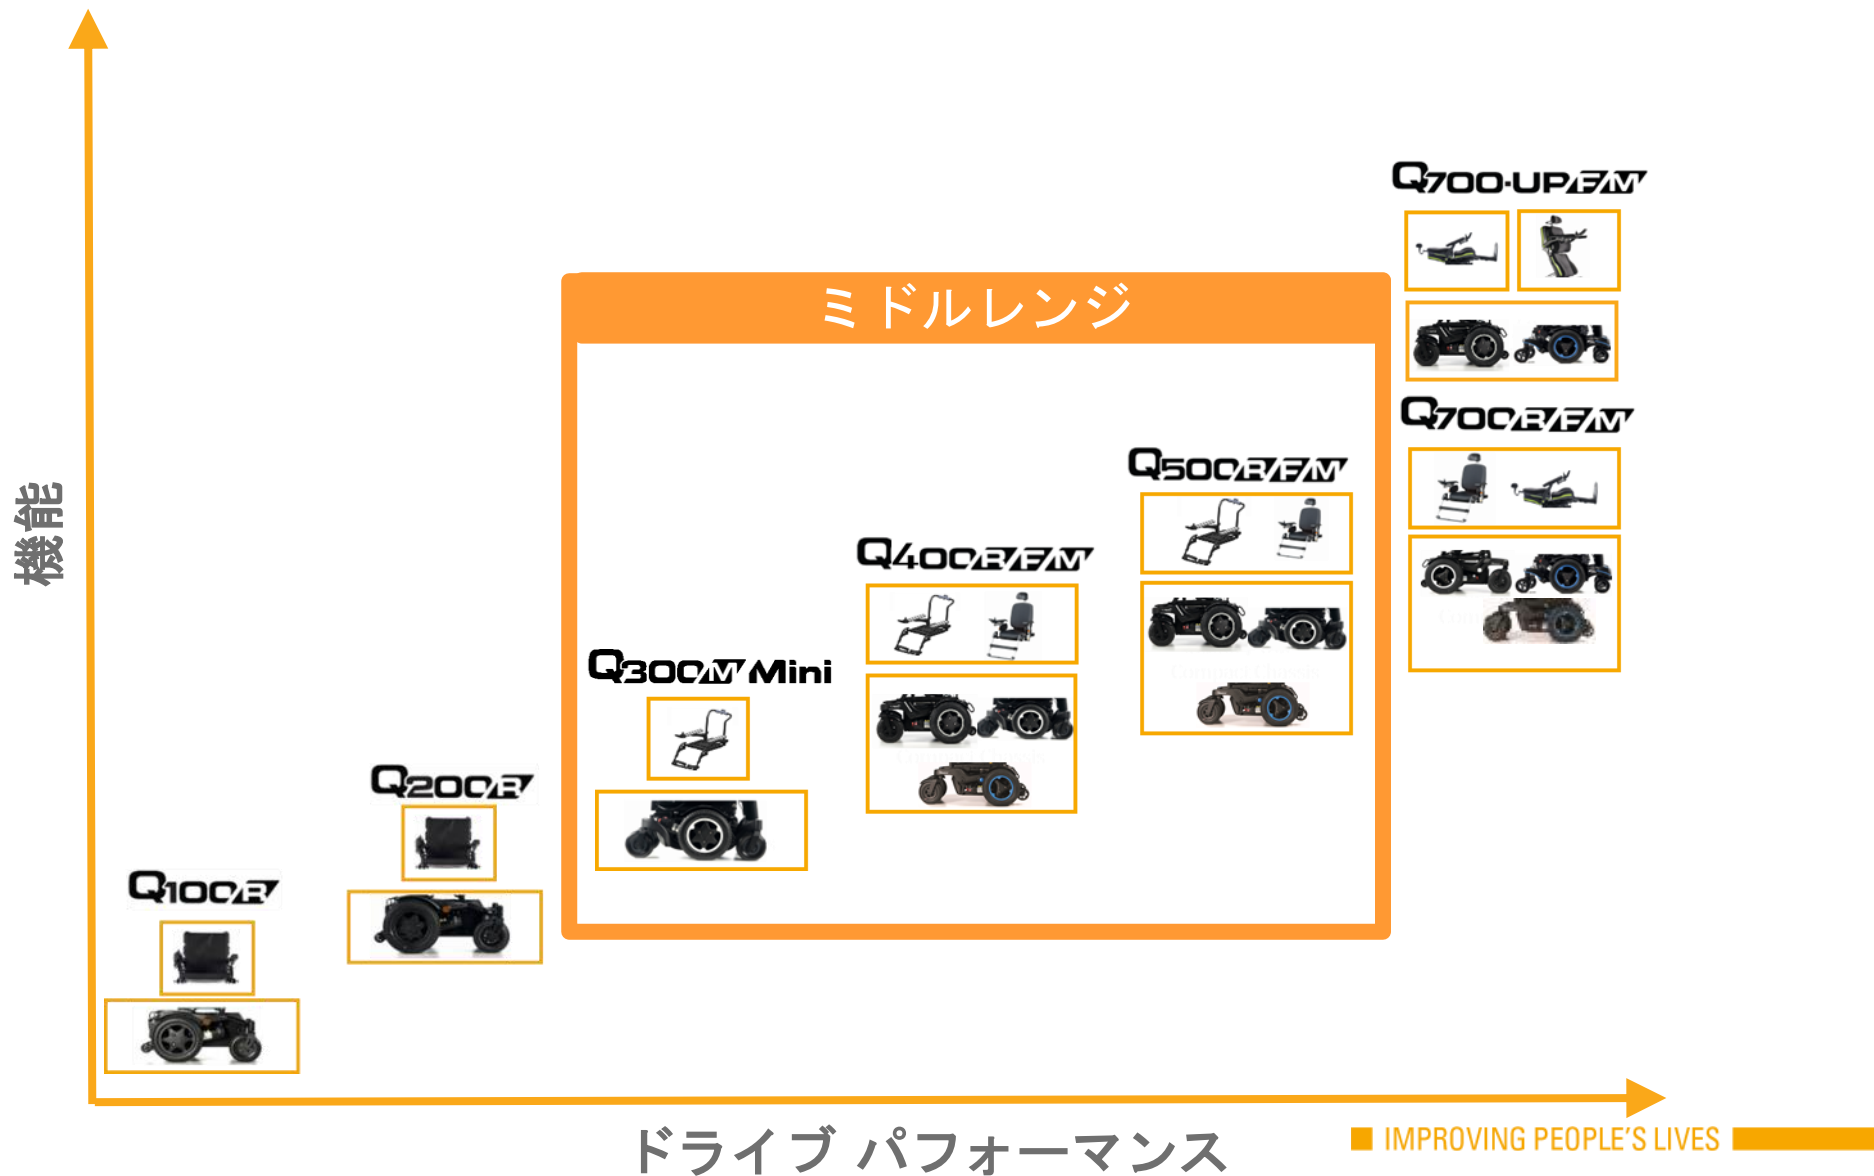 Q700-UP F/M
ミドルレンジ
Q700 R/F/M
Q500 R/F/M
機能
Q400 R/F/M
Q300 M Mini
Q200 R
Q100 R
ドライブ パフォーマンス
IMPROVING PEOPLE'S LIVES